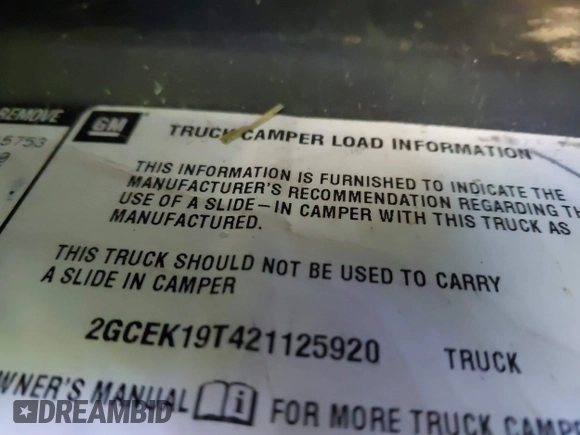 REMOVE
5753
GM
TRUCK CAMPER LOAD INFORMATION
THIS INFORMATION IS FURNISHED TO INDICATE THE
MANUFACTURER'S RECOMMENDATION REGARDING TH
USE OF A SLIDE-IN CAMPER WITH THIS TRUCK AS
MANUFACTURED.
THIS TRUCK SHOULD NOT BE USED TO CARRY
A SLIDE IN CAMPER
2GCEK19T421125920 TRUCK
WNER'S MANUAL i FOR MORE TRUCK CAMPE
DREAMBID